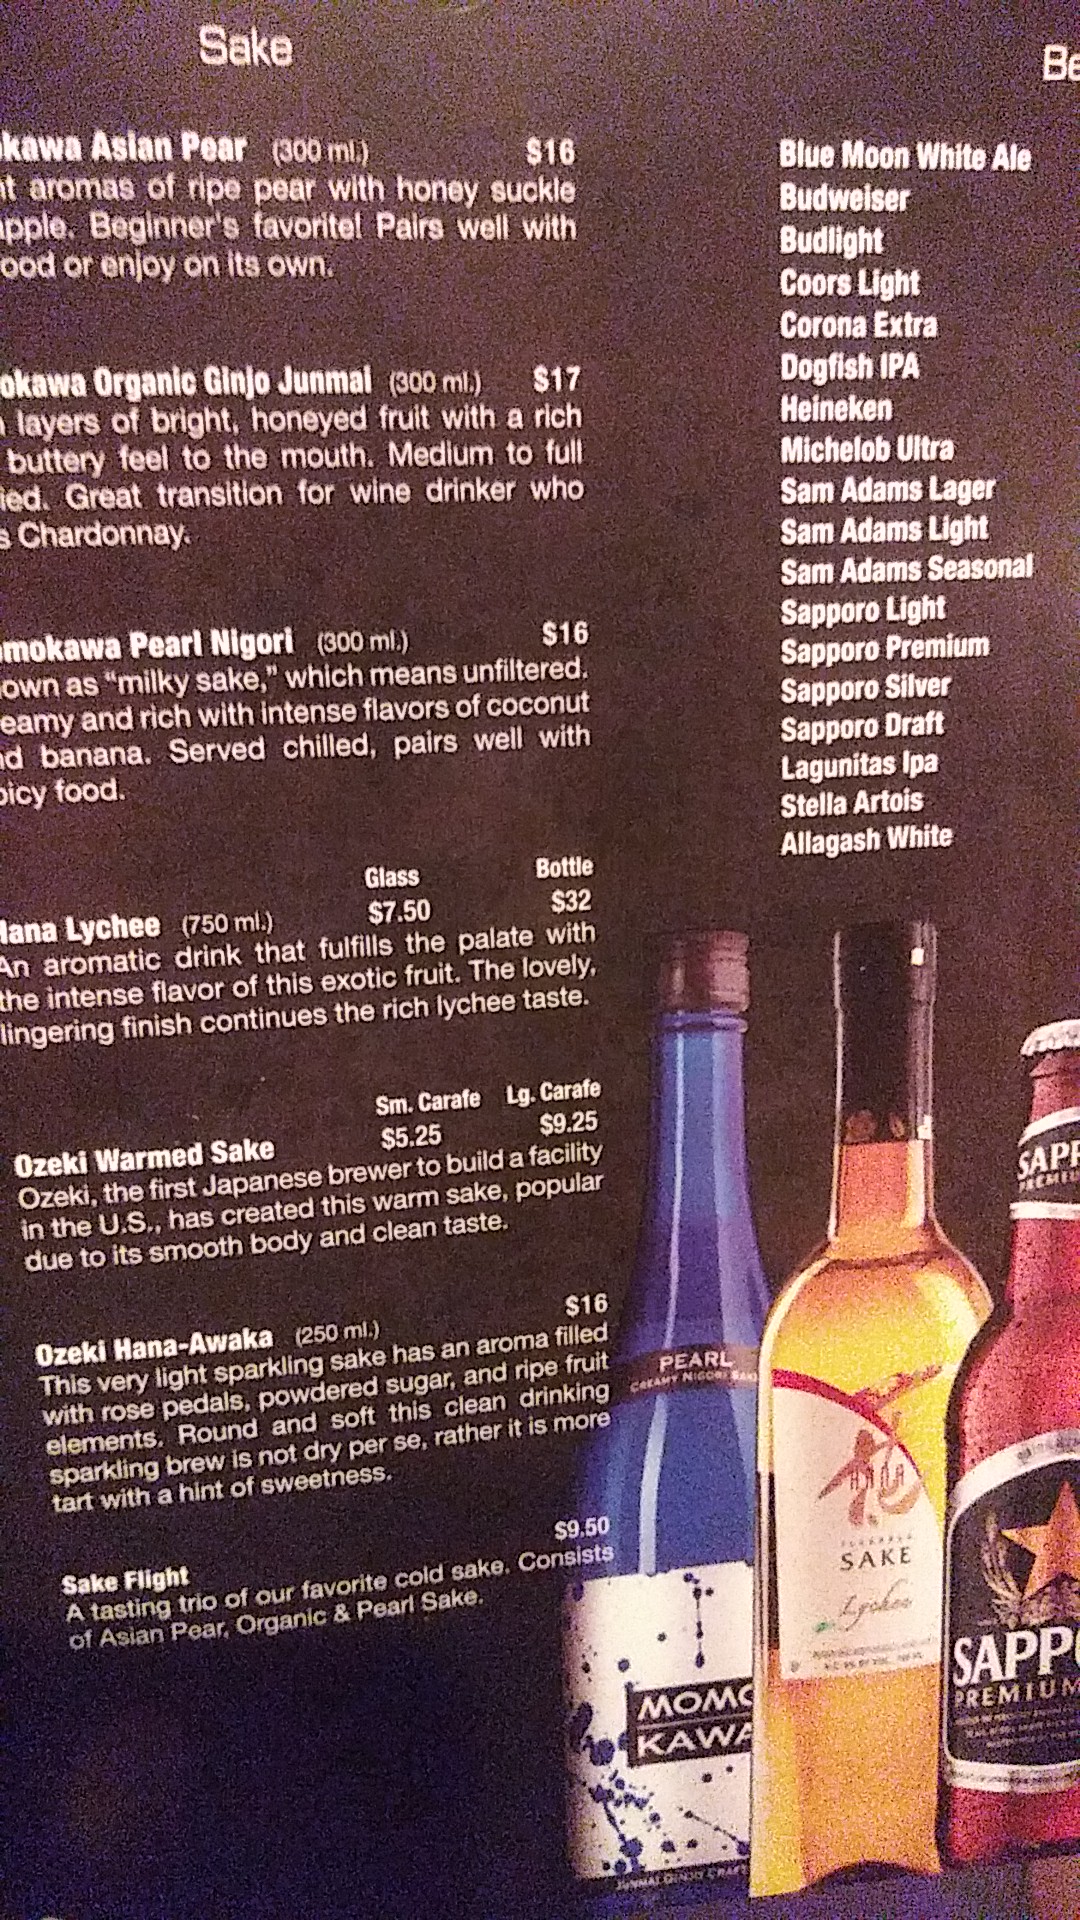 Sake
kawa Asian Pear (300 ml.) $16
t aromas of ripe pear with honey suckle
pple. Beginner's favorite! Pairs well with
ood or enjoy on its own.
okawa Organic Ginjo Junmai (300 ml.) $17
layers of bright, honeyed fruit with a rich
buttery feel to the mouth. Medium to full
ied. Great transition for wine drinker who
s Chardonnay.
mokawa Pearl Nigori (300 ml.) $16
own as "milky sake," which means unfiltered.
eamy and rich with intense flavors of coconut
d banana. Served chilled, pairs well with
picy food.
Glass Bottle
Hana Lychee (750 ml.) $7.50 $32
An aromatic drink that fulfills the palate with
the intense flavor of this exotic fruit. The lovely,
lingering finish continues the rich lychee taste.
Sm. Carafe Lg. Carafe
Ozeki Warmed Sake $5.25 $9.25
Ozeki, the first Japanese brewer to build a facility
in the U.S., has created this warm sake, popular
due to its smooth body and clean taste.
Ozeki Hana-Awaka (250 ml.) $16
This very light sparkling sake has an aroma filled
with rose pedals, powdered sugar, and ripe fruit
elements. Round and soft this clean drinking
sparkling brew is not dry per se, rather it is more
tart with a hint of sweetness.
Sake Flight $9.50
A tasting trio of our favorite cold sake. Consists
of Asian Pear, Organic & Pearl Sake.
Be
Blue Moon White Ale
Budweiser
Budlight
Coors Light
Corona Extra
Dogfish IPA
Heineken
Michelob Ultra
Sam Adams Lager
Sam Adams Light
Sam Adams Seasonal
Sapporo Light
Sapporo Premium
Sapporo Silver
Sapporo Draft
Lagunitas Ipa
Stella Artois
Allagash White
PEARL
CREAMY NIGORI SAKE
MOMO
KAWA
JUNMAI GINJO CRAFT
花
HANA
SAKE
Lychee
SAPP
PREMIU
SAPPO
PREMIUM